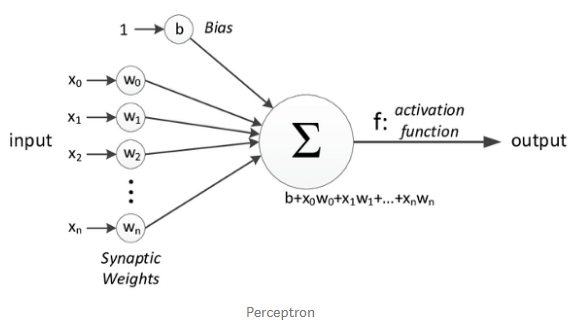 1 b Bias
x₀ w₀
x₁ w₁
x₂ w₂
xₙ wₙ
input
Synaptic
Weights
Σ
b+x₀w₀+x₁w₁+...+xₙwₙ
f: activation
function
output
Perceptron